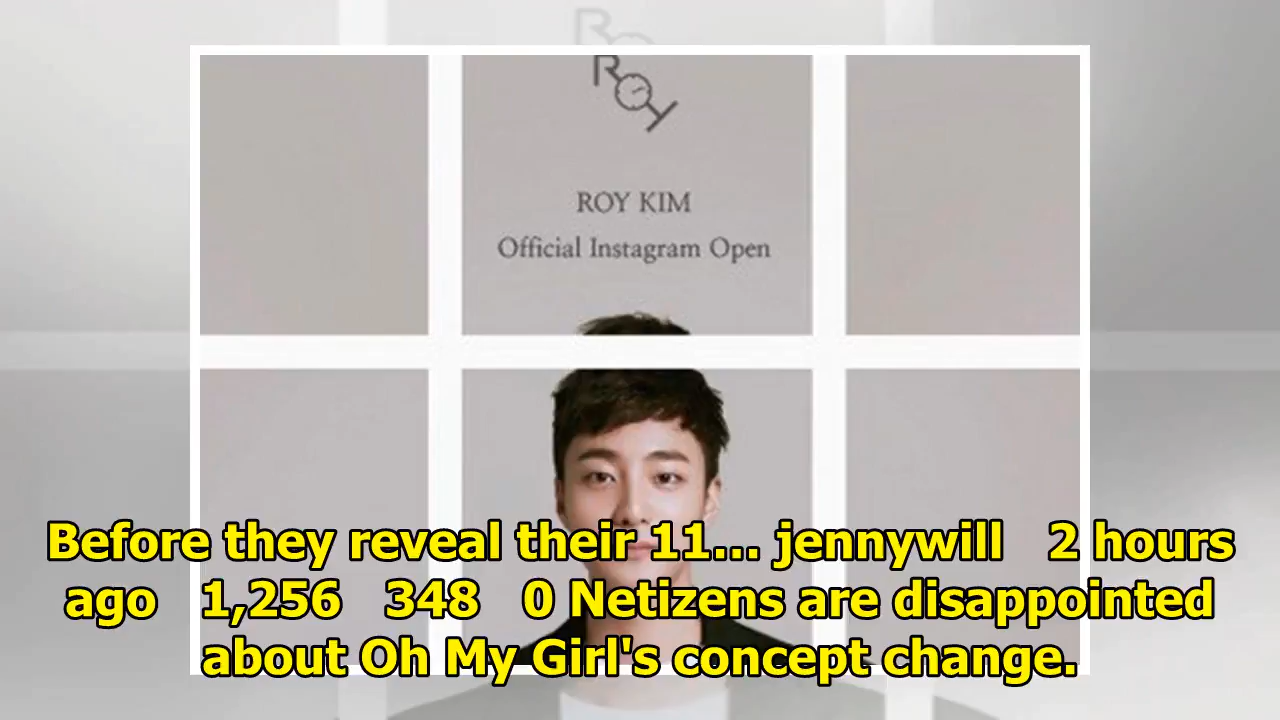 R
ROY
ROY KIM
Official Instagram Open
Before they reveal their 11... jennywill 2 hours
ago 1,256 348 0 Netizens are disappointed
about Oh My Girl's concept change.